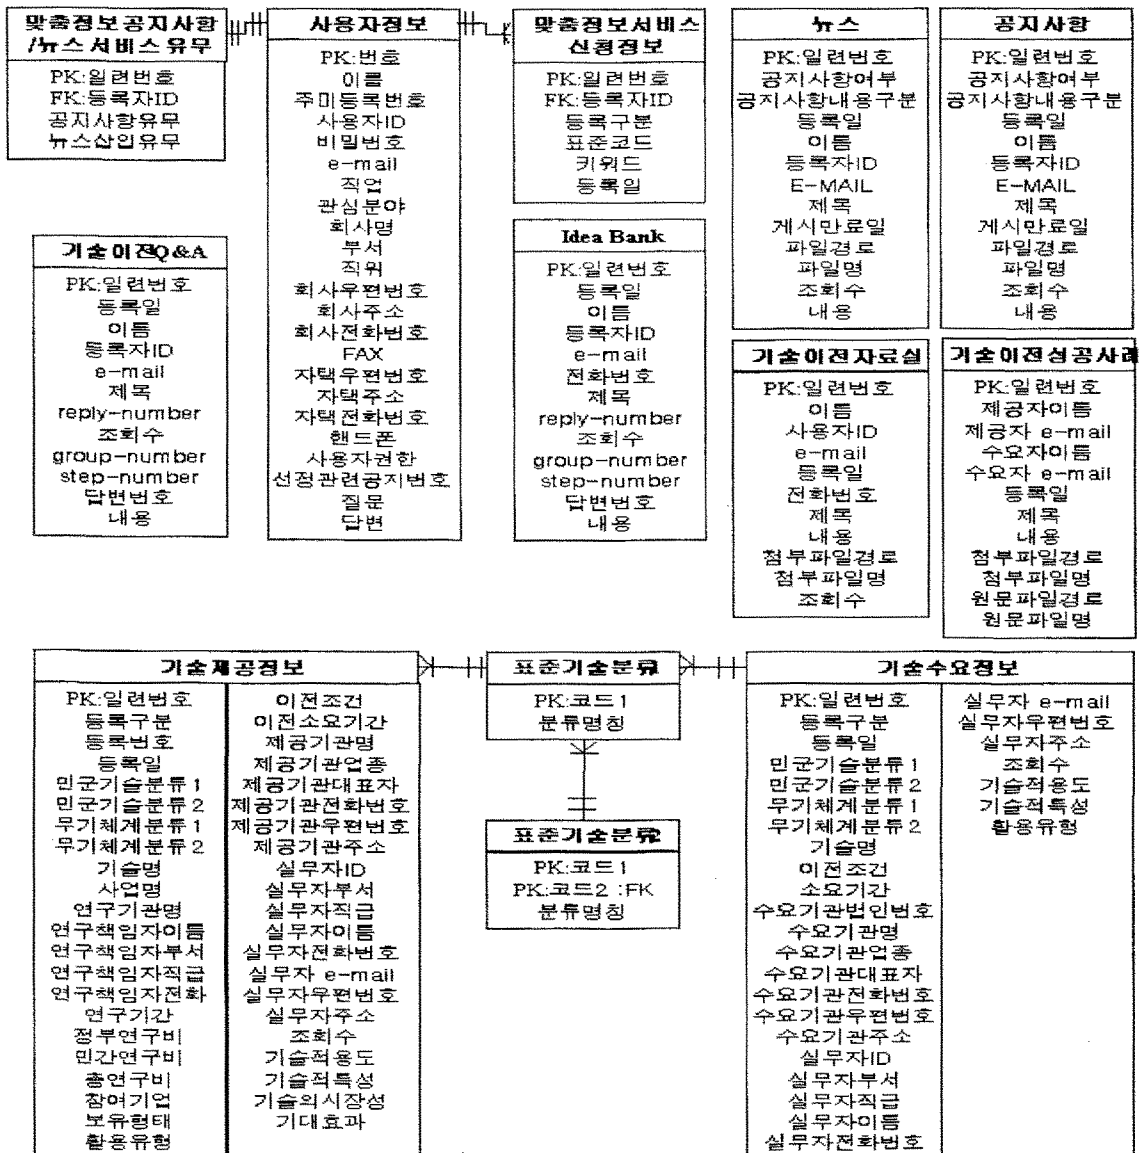 맞춤정보공지사항
/뉴스서비스유무
PK:일련번호
FK:등록자ID
공지사항유무
뉴스삽입유무
사용자정보
PK:번호
이름
주미등록번호
사용자ID
비밀번호
e-mail
직업
관심분야
회사명
부서
직위
회사우편번호
회사주소
회사전화번호
FAX
자택우편번호
자택주소
자택전화번호
핸드폰
사용자권한
선정관련공지번호
질문
답변
맞춤정보서비스
신청정보
PK:일련번호
FK:등록자ID
등록구분
표준코드
키워드
등록일
뉴스
PK:일련번호
공지사항여부
공지사항내용구분
등록일
이름
등록자ID
E-MAIL
제목
게시만료일
파일경로
파일명
조회수
내용
공지사항
PK:일련번호
공지사항여부
공지사항내용구분
등록일
이름
등록자ID
E-MAIL
제목
게시만료일
파일경로
파일명
조회수
내용
기술이전Q&A
PK:일련번호
등록일
이름
등록자ID
e-mail
제목
reply-number
조회수
group-number
step-number
답변번호
내용
Idea Bank
PK:일련번호
등록일
이름
등록자ID
e-mail
전화번호
제목
reply-number
조회수
group-number
step-number
답변번호
내용
기술이전자료실
PK:일련번호
이름
사용자ID
e-mail
등록일
전화번호
제목
내용
첨부파일경로
첨부파일명
조회수
기술이전성공사례
PK:일련번호
제공자이름
제공자 e-mail
수요자이름
수요자 e-mail
등록일
제목
내용
첨부파일경로
첨부파일명
원문파일경로
원문파일명
기술제공정보
PK:일련번호
등록구분
등록번호
등록일
민군기술분류1
민군기술분류2
무기체계분류1
무기체계분류2
기술명
사업명
연구기관명
연구책임자이름
연구책임자부서
연구책임자직급
연구책임자전화
연구기간
정부연구비
민간연구비
총연구비
참여기업
보유형태
활용유형
이전조건
이전소요기간
제공기관명
제공기관업종
제공기관대표자
제공기관전화번호
제공기관우편번호
제공기관주소
실무자ID
실무자부서
실무자직급
실무자이름
실무자전화번호
실무자 e-mail
실무자우편번호
실무자주소
조회수
기술적용도
기술적특성
기술의시장성
기대효과
표준기술분류
PK:코드1
분류명칭
표준기술분류2
PK:코드1
PK:코드2 :FK
분류명칭
기술수요정보
PK:일련번호
등록구분
등록일
민군기술분류1
민군기술분류2
무기체계분류1
무기체계분류2
기술명
이전조건
소요기간
수요기관법인번호
수요기관명
수요기관업종
수요기관대표자
수요기관전화번호
수요기관우편번호
수요기관주소
실무자ID
실무자부서
실무자직급
실무자이름
실무자전화번호
실무자 e-mail
실무자우편번호
실무자주소
조회수
기술적용도
기술적특성
활용유형